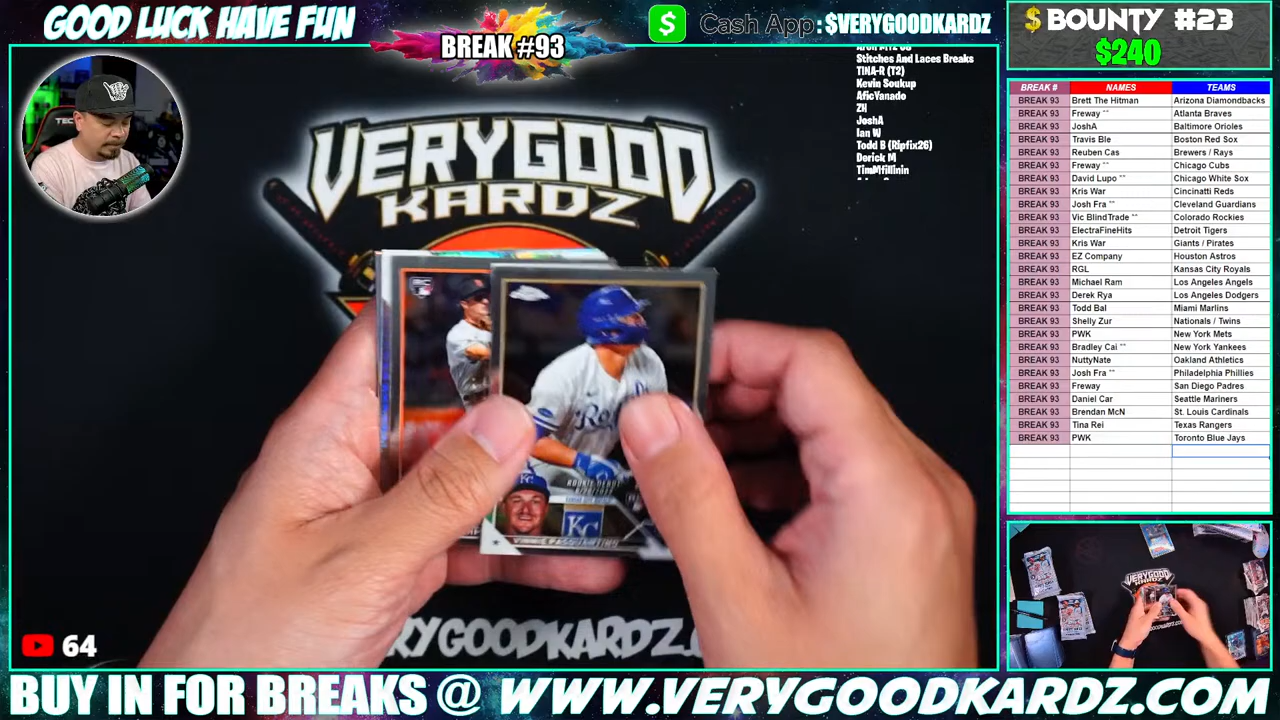 GOOD LUCK HAVE FUN
BREAK #93
$ Cash App : $VERYGOODKARDZ
$ BOUNTY #23
$240
Stitches And Laces Breaks
TINA-R (T2)
Kevin Soukup
AficYanado
ZH
JoshA
Ian W
Todd B (Ripfix26)
Derick M
TimMfillinin
BREAK # NAMES TEAMS
BREAK 93 Brett The Hitman Arizona Diamondbacks
BREAK 93 Freway ** Atlanta Braves
BREAK 93 JoshA Baltimore Orioles
BREAK 93 Travis Ble Boston Red Sox
BREAK 93 Reuben Cas Brewers / Rays
BREAK 93 Freway ** Chicago Cubs
BREAK 93 David Lupo ** Chicago White Sox
BREAK 93 Kris War Cincinatti Reds
BREAK 93 Josh Fra ** Cleveland Guardians
BREAK 93 Vic BlindTrade ** Colorado Rockies
BREAK 93 ElectraFineHits Detroit Tigers
BREAK 93 Kris War Giants / Pirates
BREAK 93 EZ Company Houston Astros
BREAK 93 RGL Kansas City Royals
BREAK 93 Michael Ram Los Angeles Angels
BREAK 93 Derek Rya Los Angeles Dodgers
BREAK 93 Todd Bal Miami Marlins
BREAK 93 Shelly Zur Nationals / Twins
BREAK 93 PWK New York Mets
BREAK 93 Bradley Cai ** New York Yankees
BREAK 93 NuttyNate Oakland Athletics
BREAK 93 Josh Fra ** Philadelphia Phillies
BREAK 93 Freway San Diego Padres
BREAK 93 Daniel Car Seattle Mariners
BREAK 93 Brendan McN St. Louis Cardinals
BREAK 93 Tina Rei Texas Rangers
BREAK 93 PWK Toronto Blue Jays
VERYGOOD
KARDZ
RC
KC
VINNIE PASQUANTINO
64
BUY IN FOR BREAKS @ WWW.VERYGOODKARDZ.COM